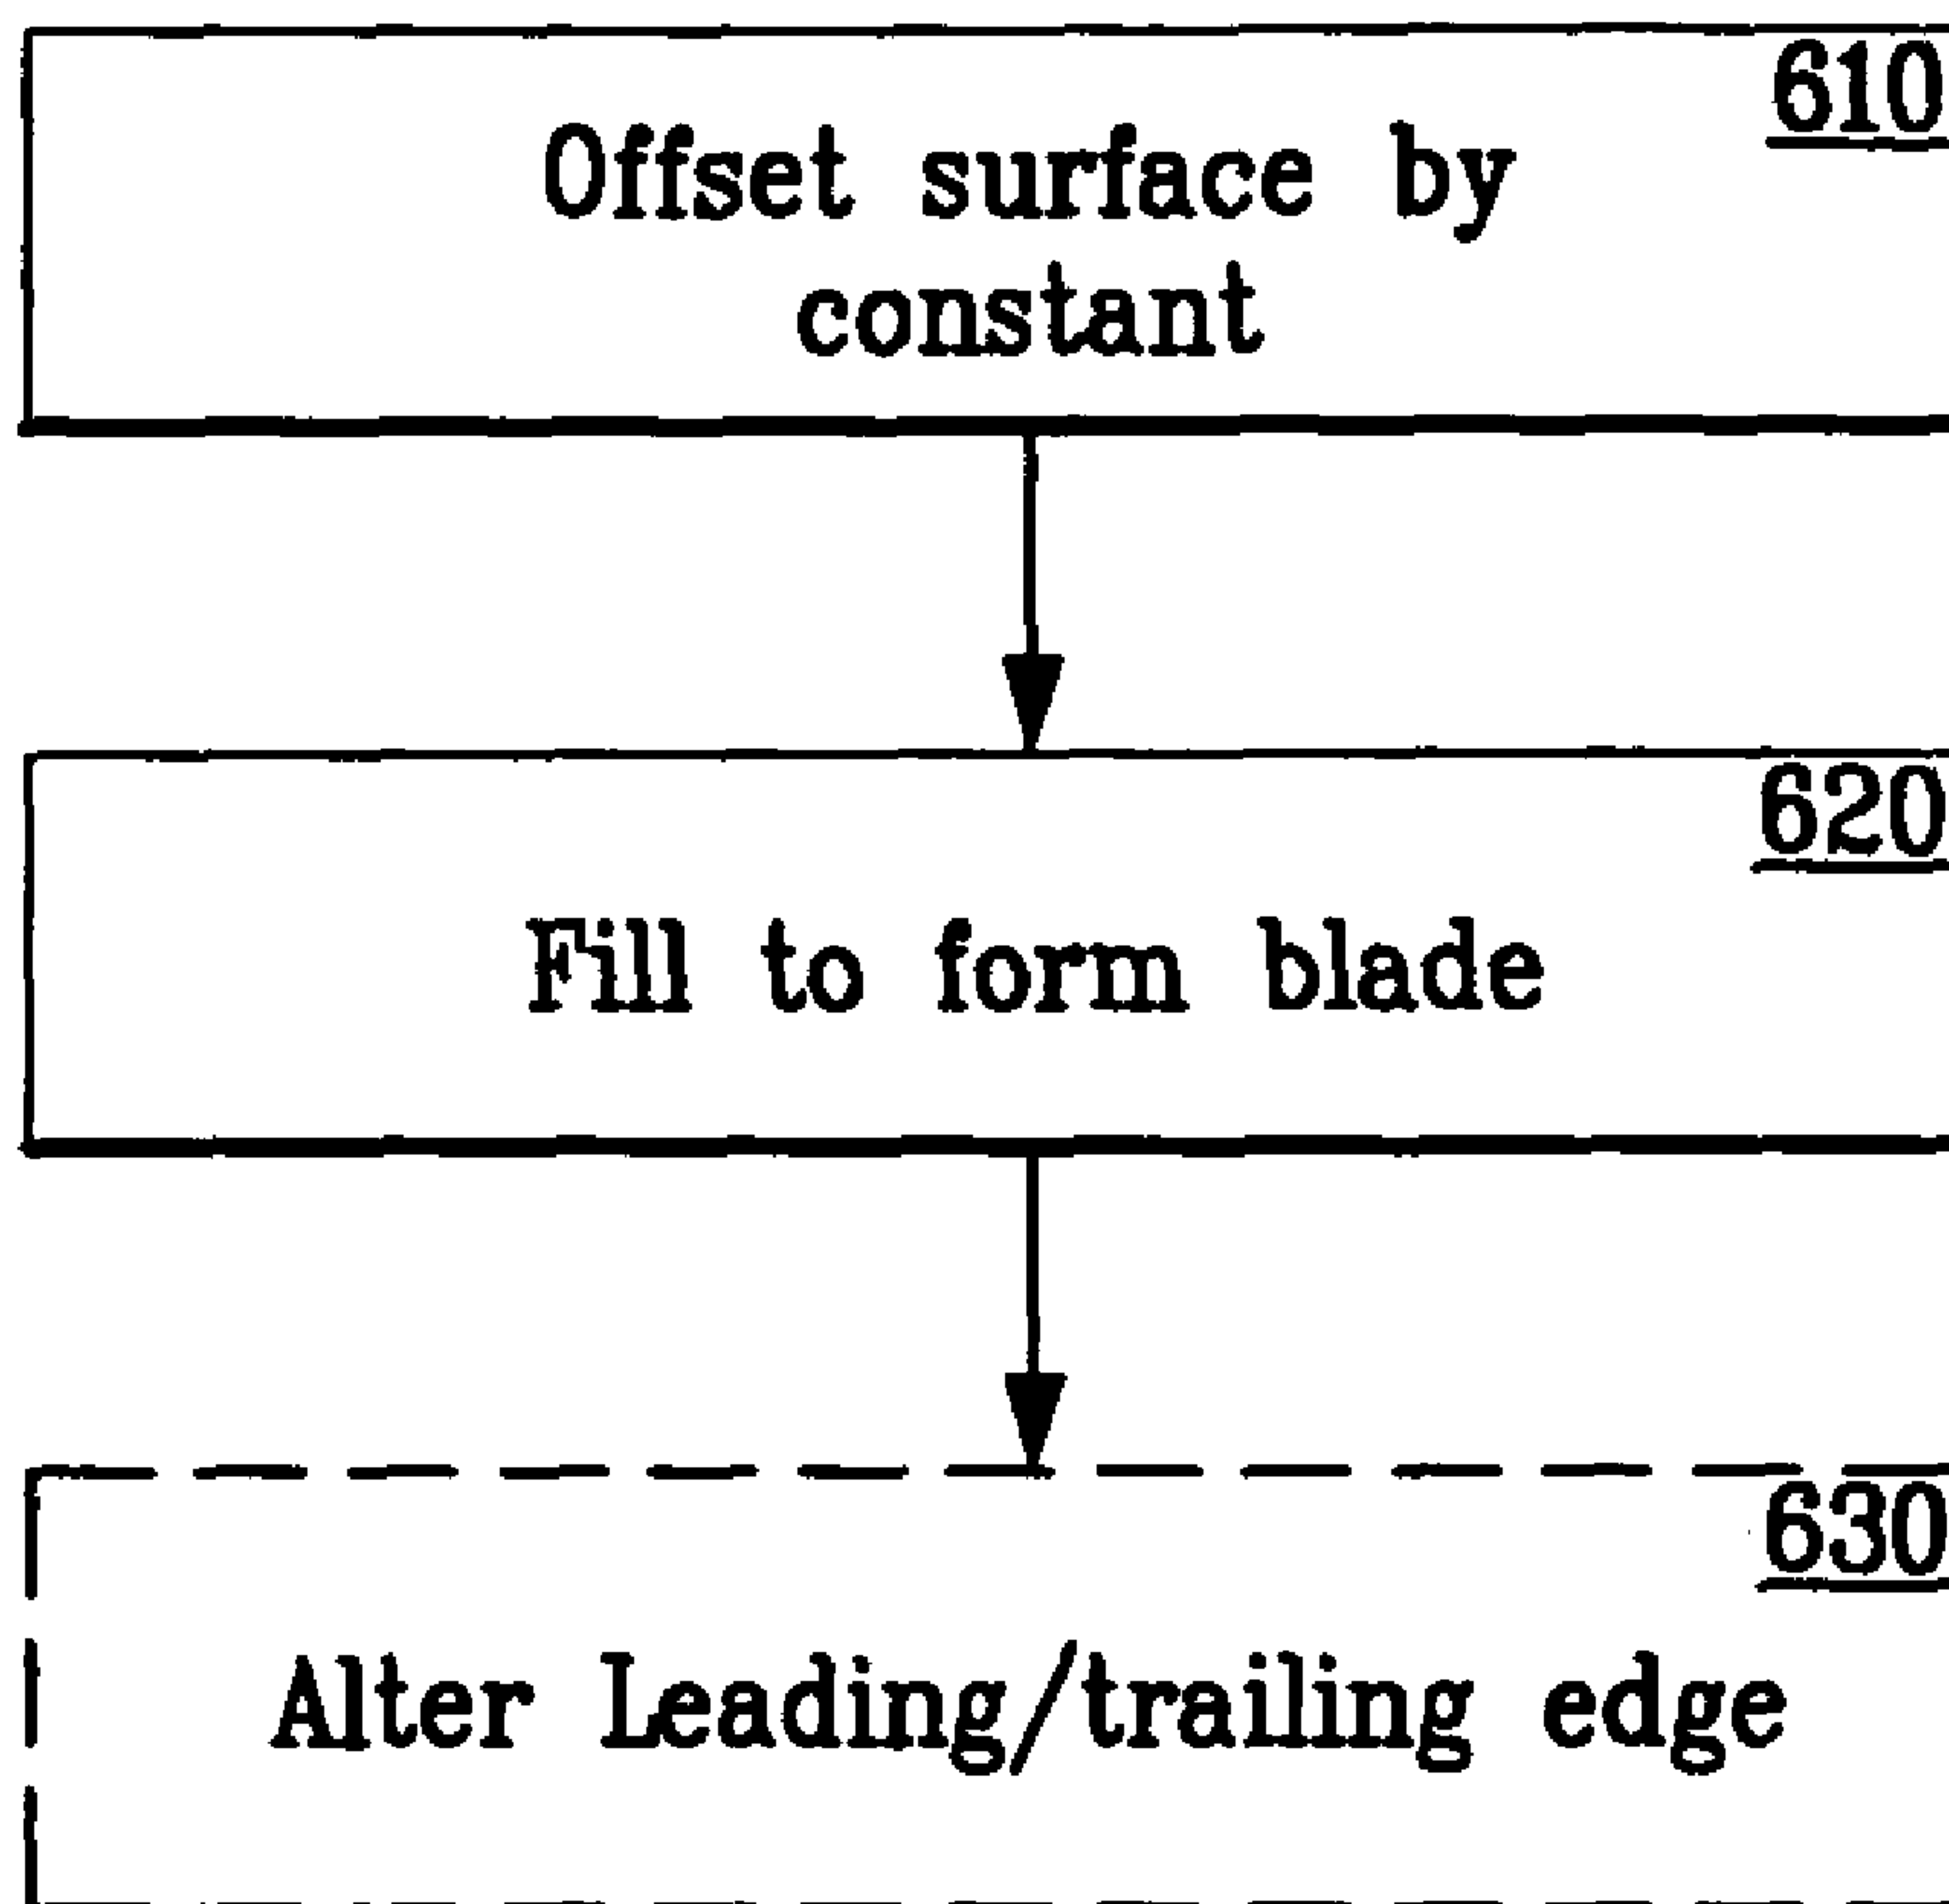 610
Offset surface by
constant
620
Fill to form blade
630
Alter Leading/trailing edge